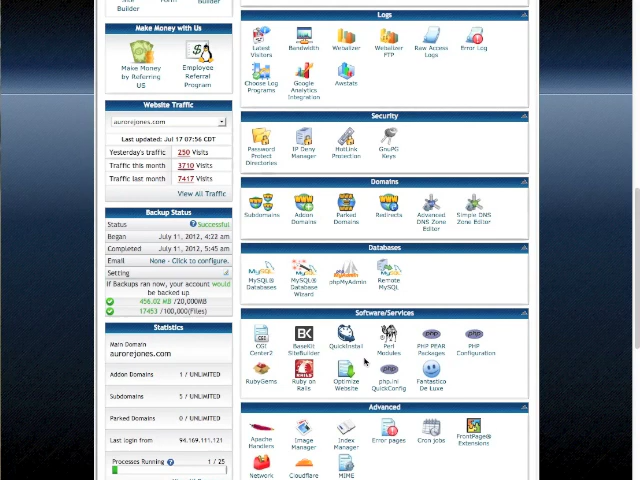 Site
Builder
Form
Builder
Make Money with Us
Make Money
by Referring
US
Employee
Referral
Program
Website Traffic
aurorejones.com
Last updated: Jul 17 07:56 CDT
Yesterday's traffic 250 Visits
Traffic this month 3710 Visits
Traffic last month 7417 Visits
View All Traffic
Backup Status
Status Successful
Began July 11, 2012, 4:22 am
Completed July 11, 2012, 5:45 am
Email None - Click to configure.
Setting
If Backups ran now, your account would
be backed up
456.02 MB /20,000MB
17453 /100,000(Files)
Statistics
Main Domain
aurorejones.com
Addon Domains 1 / UNLIMITED
Subdomains 5 / UNLIMITED
Parked Domains 0 / UNLIMITED
Last login from 94.169.111.121
Processes Running 1 / 25
Logs
Latest
Visitors
Bandwidth
Webalizer
Webalizer
FTP
Raw Access
Logs
Error Log
Choose Log
Programs
Google
Analytics
Integration
Awstats
Security
Password
Protect
Directories
IP Deny
Manager
HotLink
Protection
GnuPG
Keys
Domains
Subdomains
Addon
Domains
Parked
Domains
Redirects
Advanced
DNS Zone
Editor
Simple DNS
Zone Editor
Databases
MySQL®
Databases
MySQL®
Database
Wizard
phpMyAdmin
Remote
MySQL
Software/Services
CGI
Center2
BaseKit
SiteBuilder
QuickInstall
Perl
Modules
PHP PEAR
Packages
PHP
Configuration
RubyGems
Ruby on
Rails
Optimize
Website
php.ini
QuickConfig
Fantastico
De Luxe
Advanced
Apache
Handlers
Image
Manager
Index
Manager
Error pages
Cron jobs
FrontPage®
Extensions
Network
Cloudflare
MIME